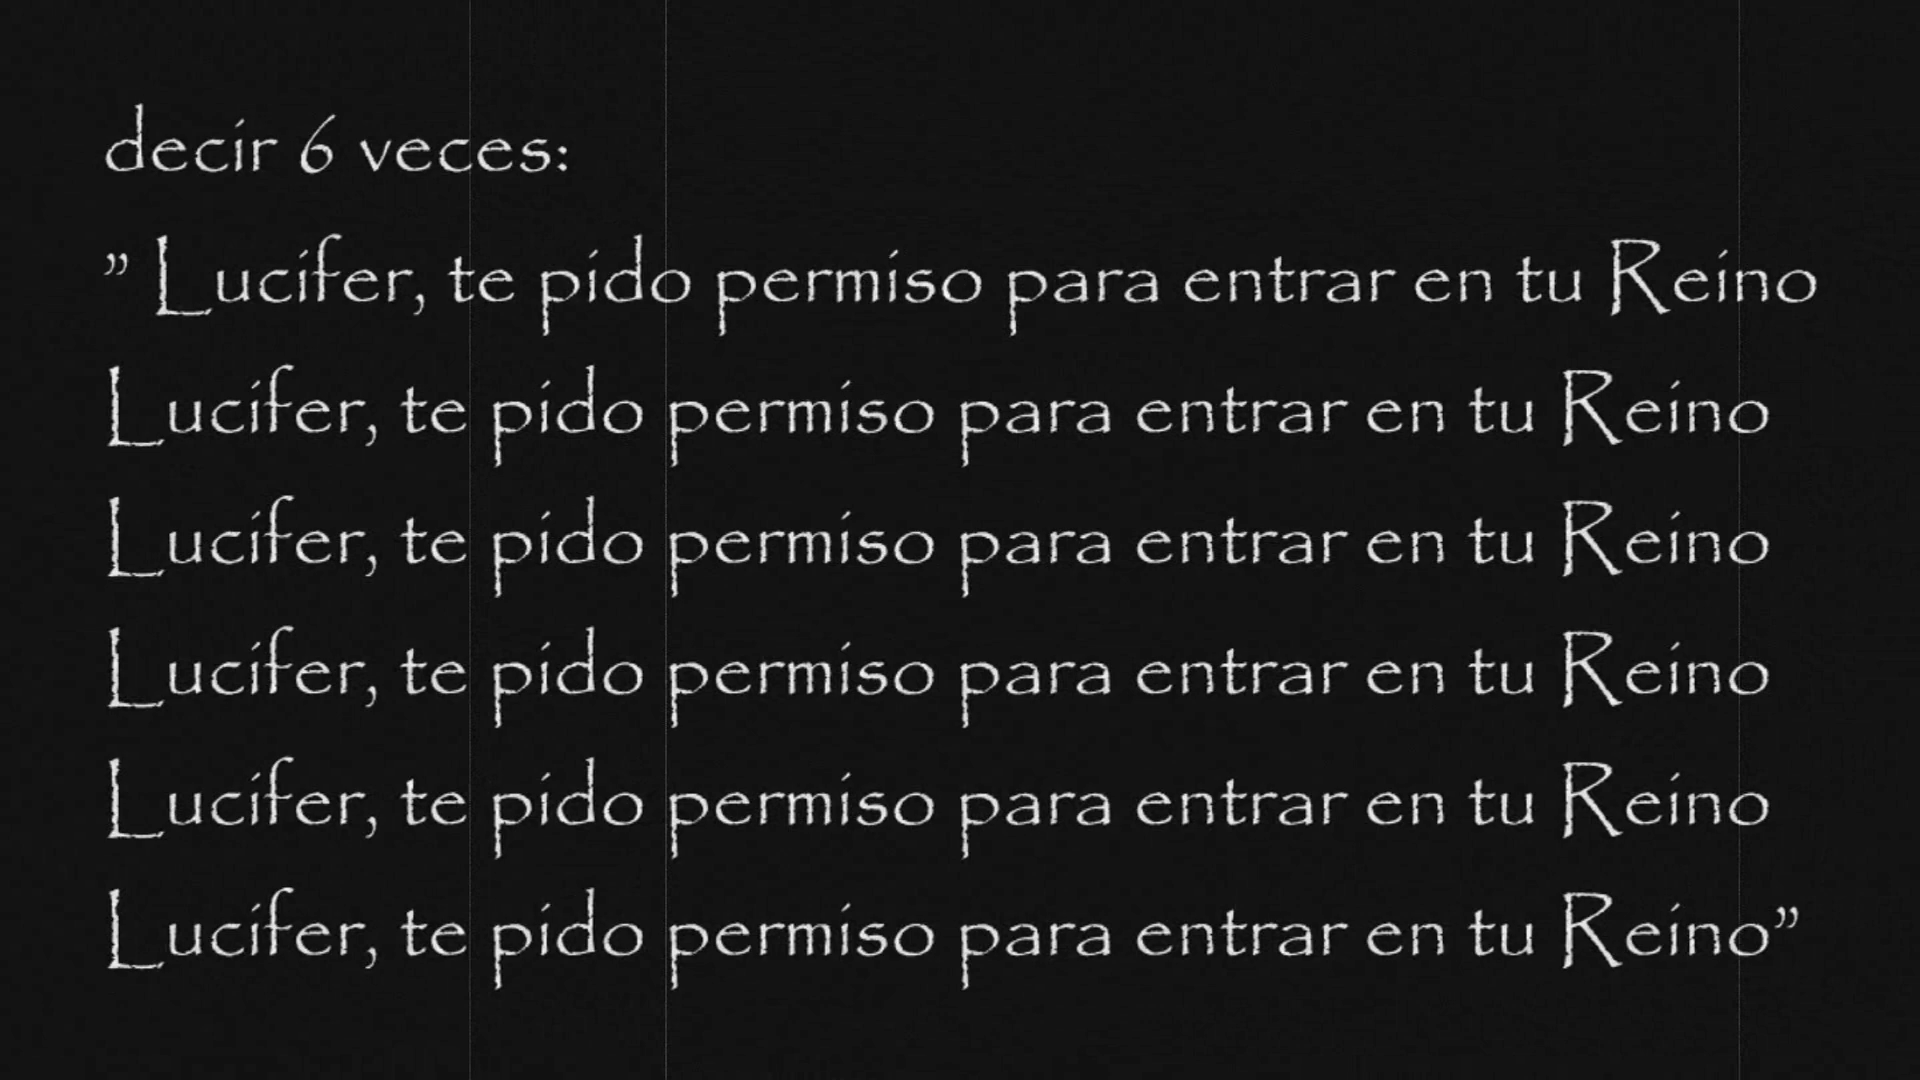 decir 6 veces:
” Lucifer, te pido permiso para entrar en tu Reino
Lucifer, te pido permiso para entrar en tu Reino
Lucifer, te pido permiso para entrar en tu Reino
Lucifer, te pido permiso para entrar en tu Reino
Lucifer, te pido permiso para entrar en tu Reino
Lucifer, te pido permiso para entrar en tu Reino”